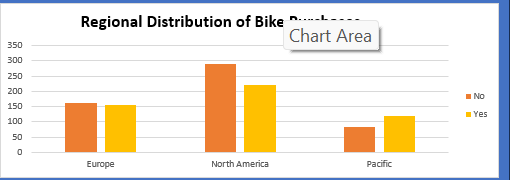 Regional Distribution of Bike Purchases
Chart Area
350
300
250
200
150
100
50
0
Europe
North America
Pacific
No
Yes